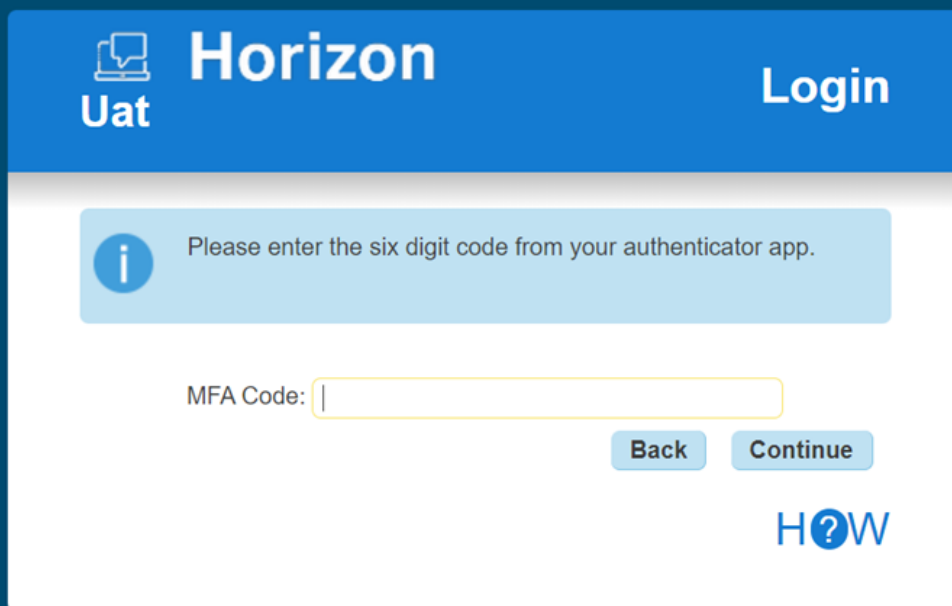 Horizon
Uat
Login
Please enter the six digit code from your authenticator app.
MFA Code:
Back Continue
H?W